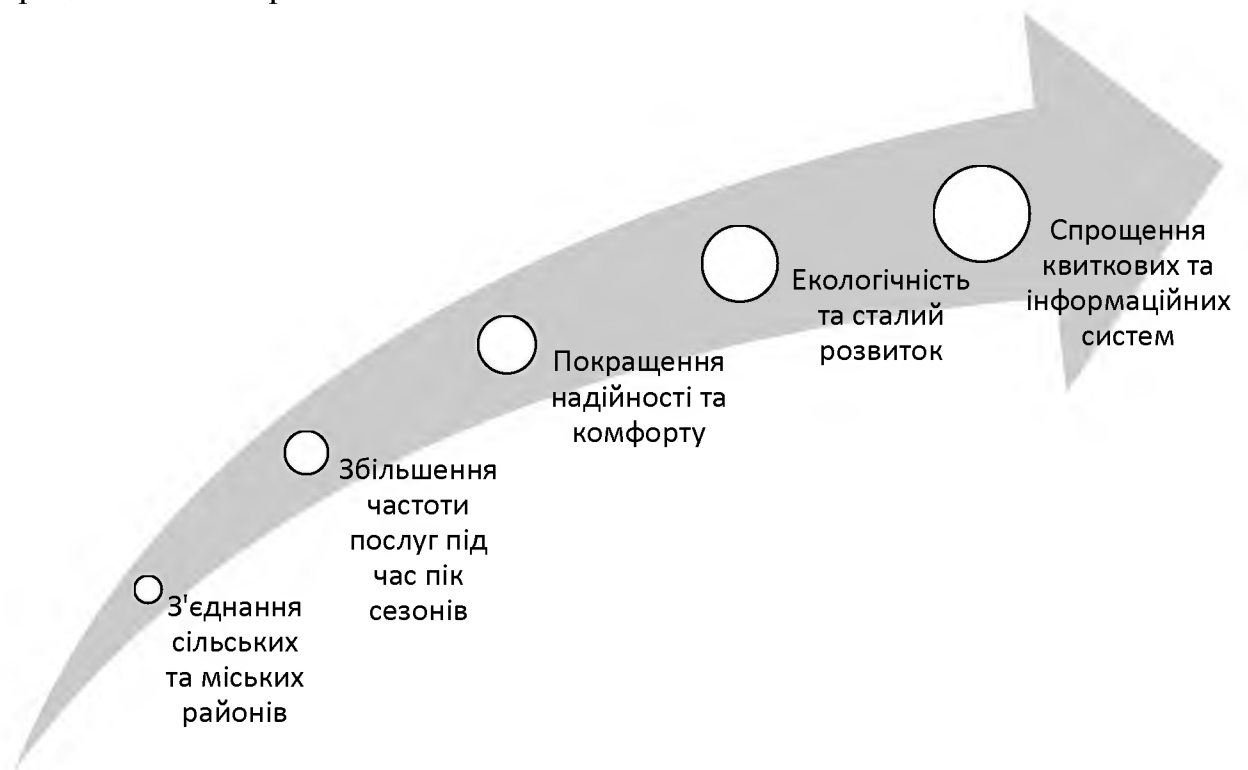 З'єднання
сільських
та міських
районів
Збільшення
частоти
послуг під
час пік
сезонів
Покращення
надійності та
комфорту
Екологічність
та сталий
розвиток
Спрощення
квиткових та
інформаційних
систем